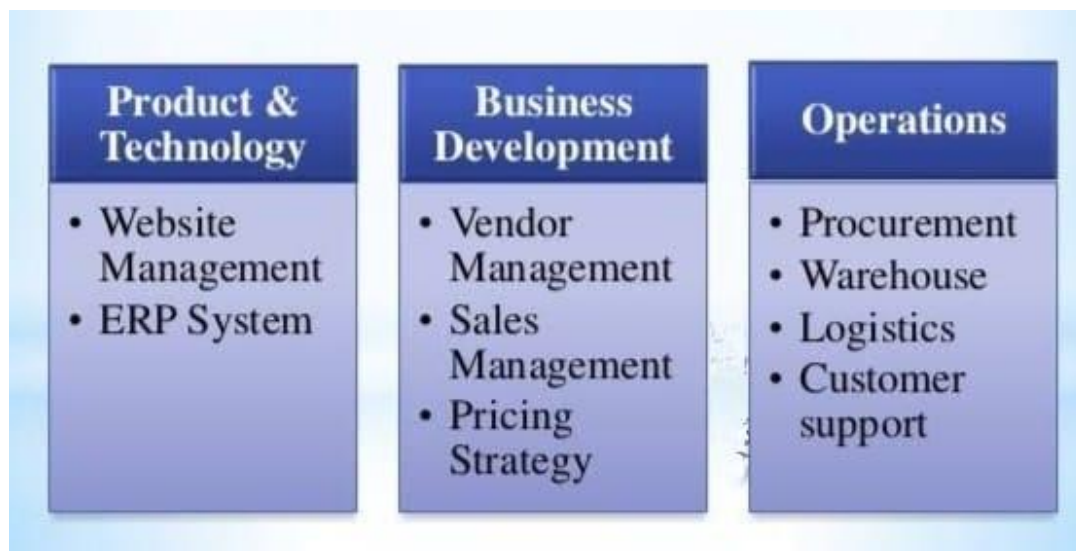 Product &
Technology
• Website
Management
• ERP System
Business
Development
• Vendor
Management
• Sales
Management
• Pricing
Strategy
Operations
• Procurement
• Warehouse
• Logistics
• Customer
support